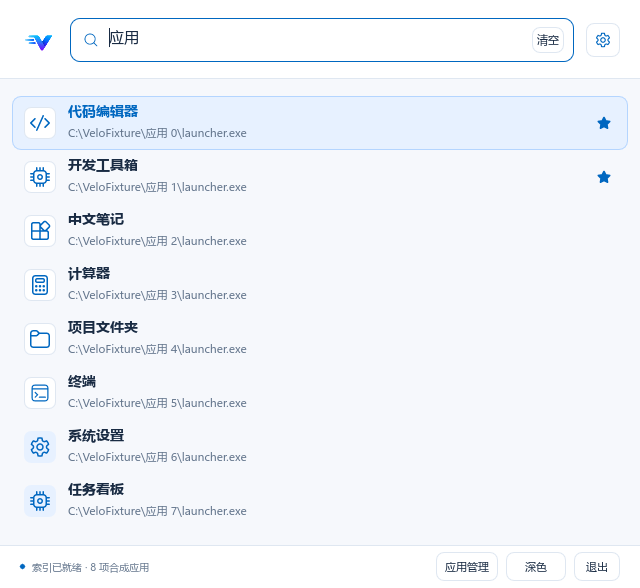 应用
清空
代码编辑器
C:\VeloFixture\应用 0\launcher.exe
开发工具箱
C:\VeloFixture\应用 1\launcher.exe
中文笔记
C:\VeloFixture\应用 2\launcher.exe
计算器
C:\VeloFixture\应用 3\launcher.exe
项目文件夹
C:\VeloFixture\应用 4\launcher.exe
终端
C:\VeloFixture\应用 5\launcher.exe
系统设置
C:\VeloFixture\应用 6\launcher.exe
任务看板
C:\VeloFixture\应用 7\launcher.exe
索引已就绪 · 8 项合成应用
应用管理
深色
退出